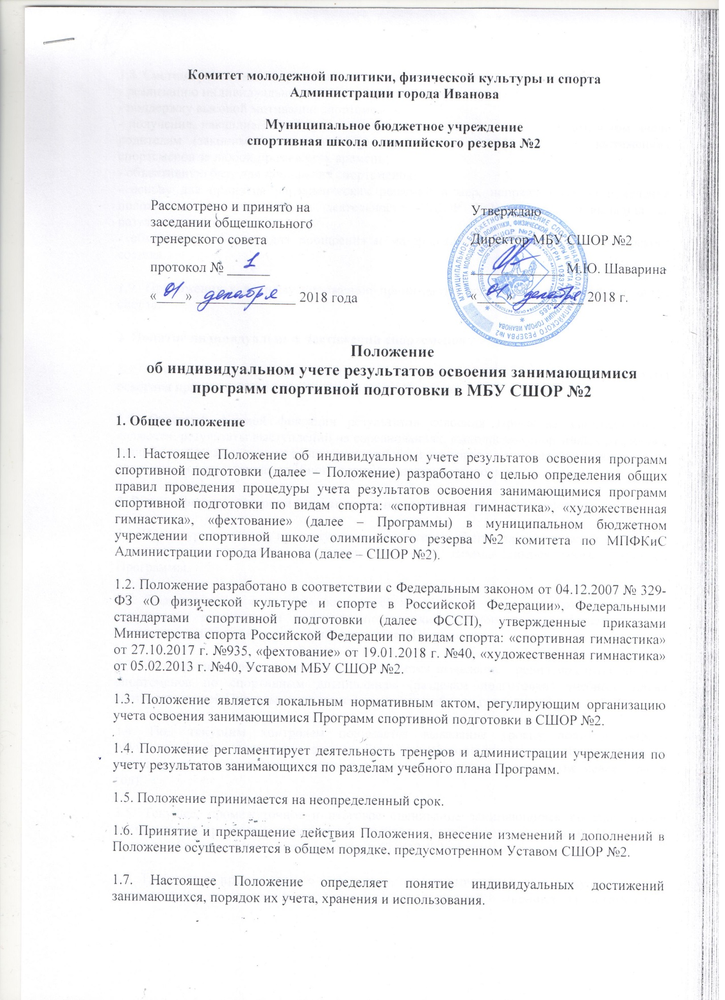 Комитет молодежной политики, физической культуры и спорта
Администрации города Иванова
Муниципальное бюджетное учреждение
спортивная школа олимпийского резерва №2
Рассмотрено и принято на
заседании общешкольного
тренерского совета
протокол № 1
«01» декабря 2018 года
Утверждаю
Директор МБУ СШОР №2
М.Ю. Шаварина
«01» декабря 2018 г.
Положение
об индивидуальном учете результатов освоения занимающимися
программ спортивной подготовки в МБУ СШОР №2
1. Общее положение
1.1. Настоящее Положение об индивидуальном учете результатов освоения программ
спортивной подготовки (далее – Положение) разработано с целью определения общих
правил проведения процедуры учета результатов освоения занимающимися программ
спортивной подготовки по видам спорта: «спортивная гимнастика», «художественная
гимнастика», «фехтование» (далее – Программы) в муниципальном бюджетном
учреждении спортивной школе олимпийского резерва №2 комитета по МПФКиС
Администрации города Иванова (далее – СШОР №2).
1.2. Положение разработано в соответствии с Федеральным законом от 04.12.2007 № 329-
ФЗ «О физической культуре и спорте в Российской Федерации», Федеральными
стандартами спортивной подготовки (далее ФССП), утвержденные приказами
Министерства спорта Российской Федерации по видам спорта: «спортивная гимнастика»
от 27.10.2017 г. №935, «фехтование» от 19.01.2018 г. №40, «художественная гимнастика»
от 05.02.2013 г. №40, Уставом МБУ СШОР №2.
1.3. Положение является локальным нормативным актом, регулирующим организацию
учета освоения занимающимися Программ спортивной подготовки в СШОР №2.
1.4. Положение регламентирует деятельность тренеров и администрации учреждения по
учету результатов занимающихся по разделам учебного плана Программ.
1.5. Положение принимается на неопределенный срок.
1.6. Принятие и прекращение действия Положения, внесение изменений и дополнений в
Положение осуществляется в общем порядке, предусмотренном Уставом СШОР №2.
1.7. Настоящее Положение определяет понятие индивидуальных достижений
занимающихся, порядок их учета, хранения и использования.